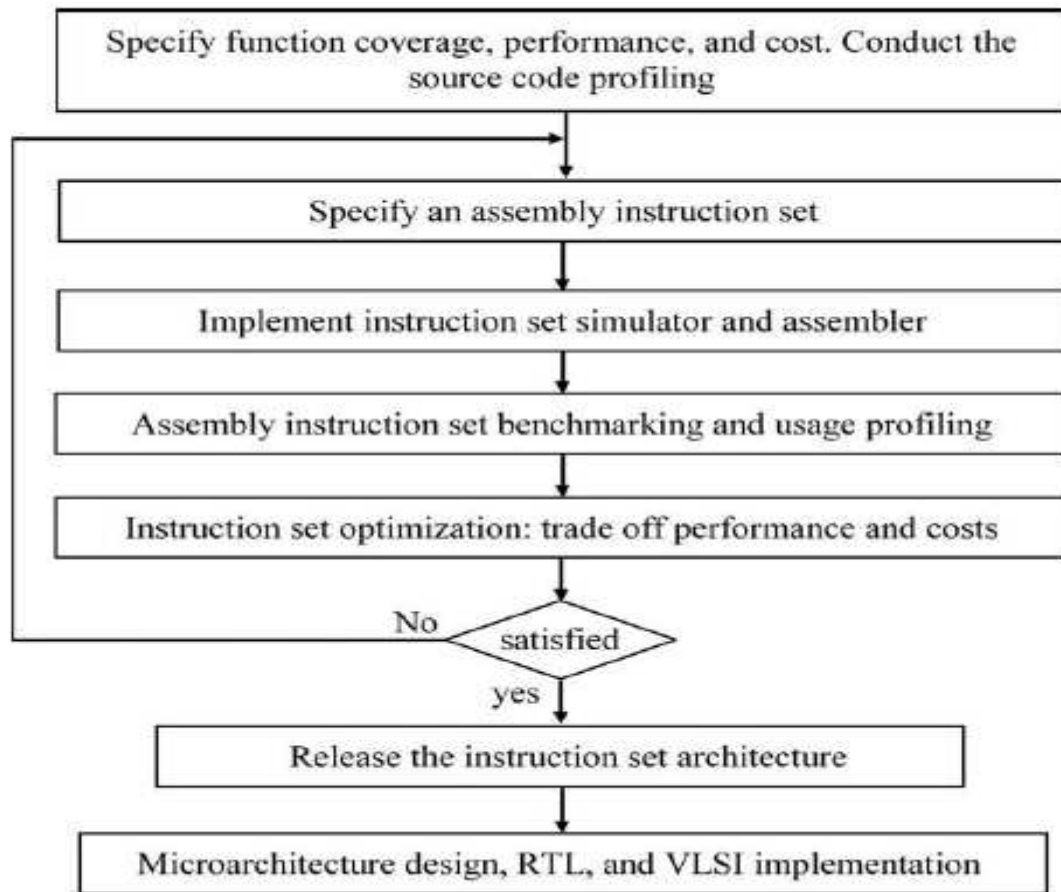 Specify function coverage, performance, and cost. Conduct the
source code profiling
Specify an assembly instruction set
Implement instruction set simulator and assembler
Assembly instruction set benchmarking and usage profiling
Instruction set optimization: trade off performance and costs
No
satisfied
yes
Release the instruction set architecture
Microarchitecture design, RTL, and VLSI implementation